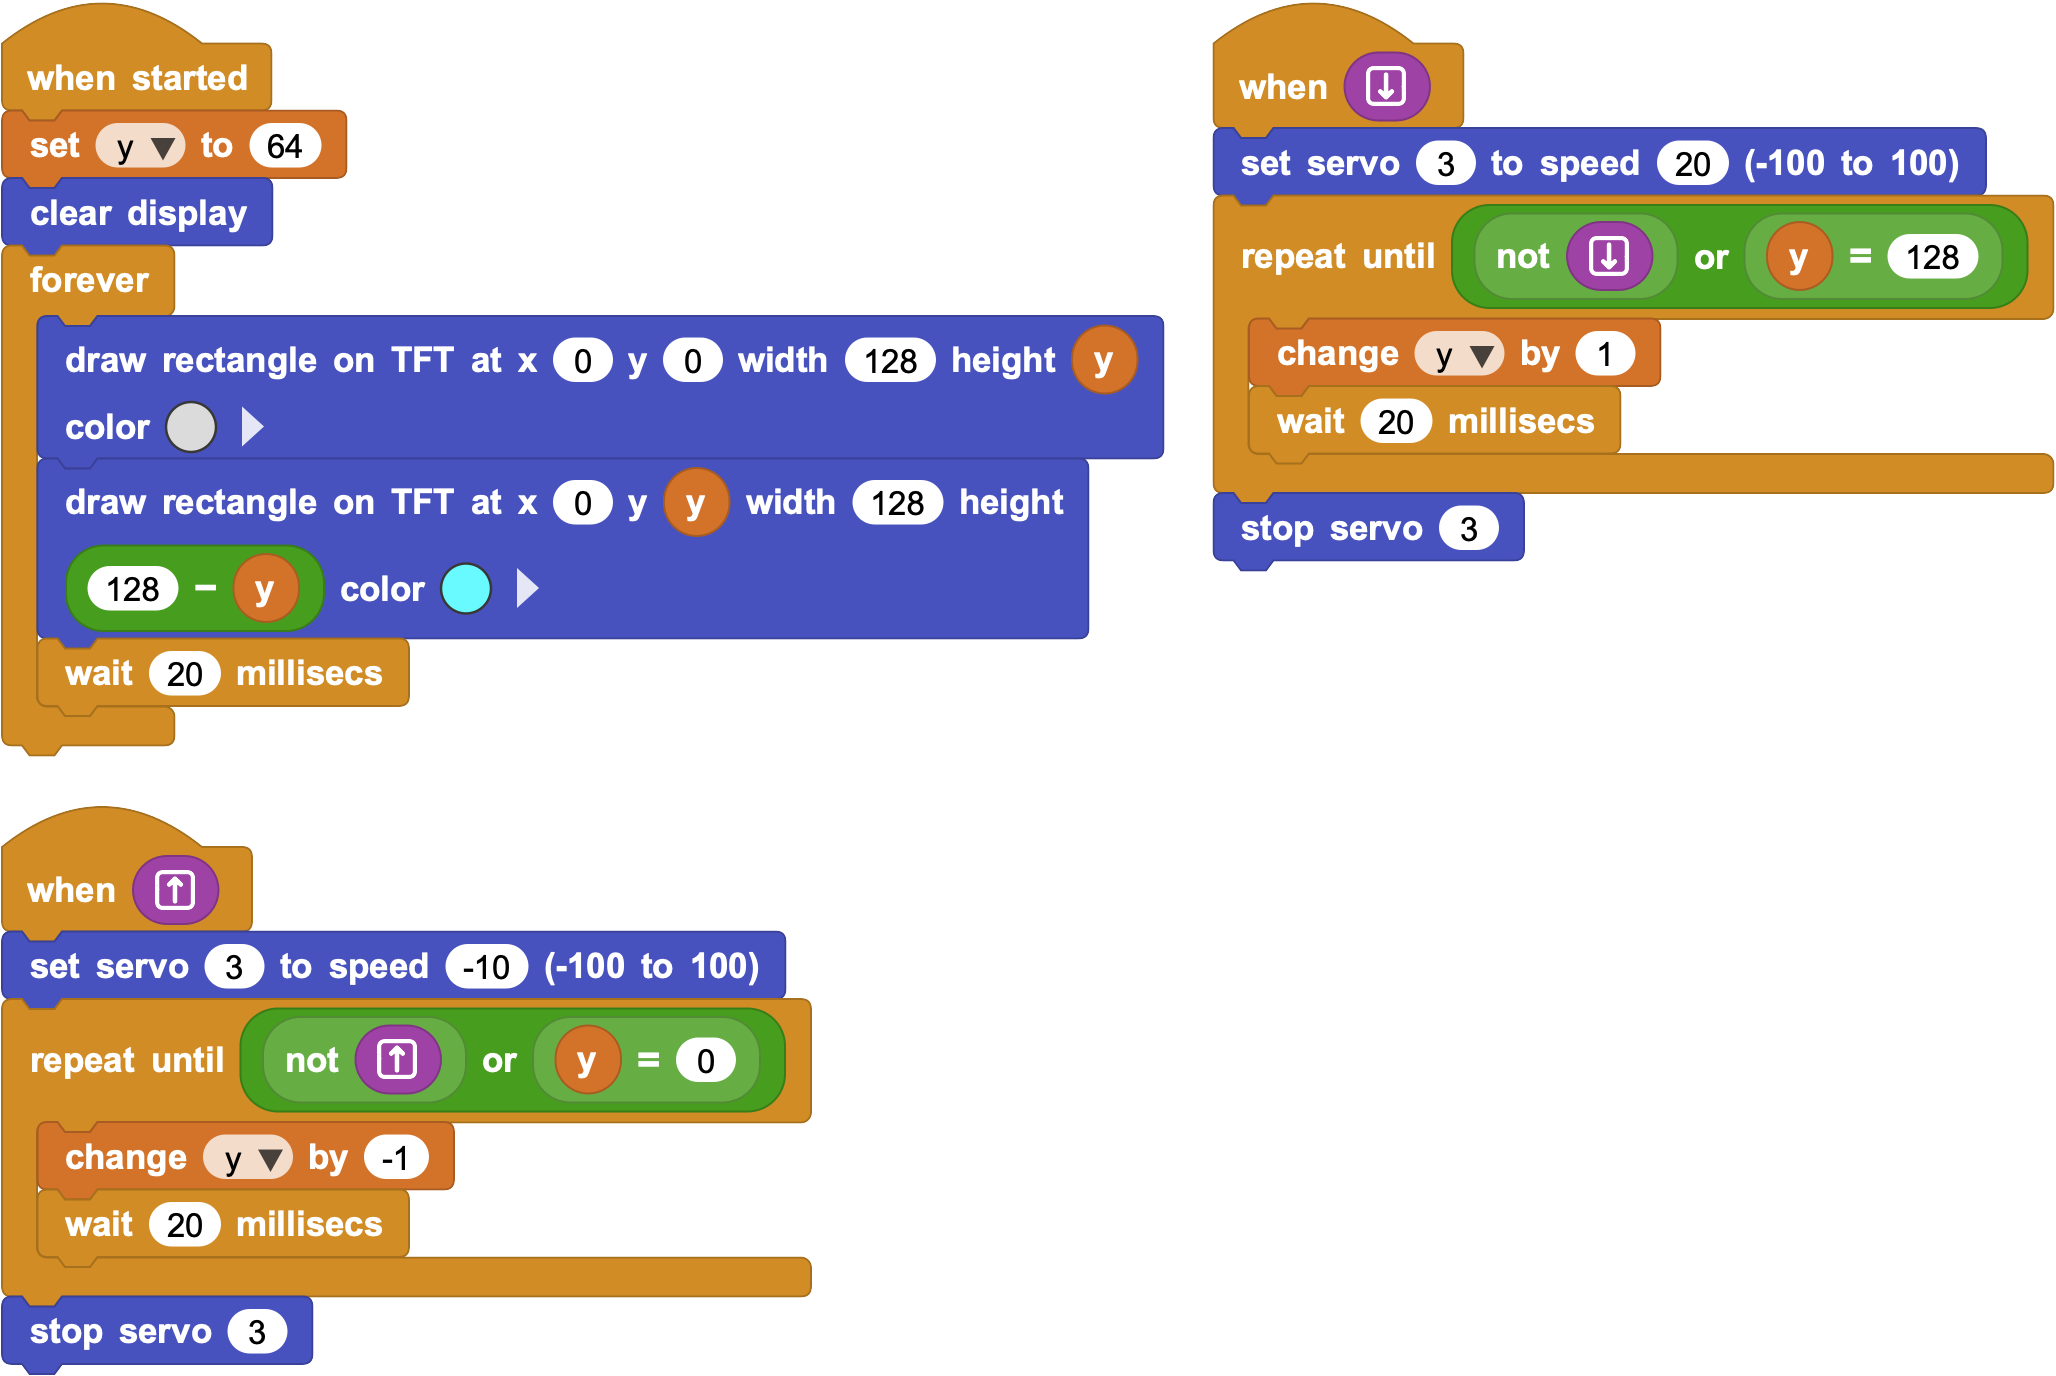 when started
set y ▼ to 64
clear display
forever
draw rectangle on TFT at x 0 y 0 width 128 height y
color
draw rectangle on TFT at x 0 y y width 128 height
128 - y color
wait 20 millisecs
when ↑
set servo 3 to speed -10 (-100 to 100)
repeat until not ↑ or y = 0
change y ▼ by -1
wait 20 millisecs
stop servo 3
when ↓
set servo 3 to speed 20 (-100 to 100)
repeat until not ↓ or y = 128
change y ▼ by 1
wait 20 millisecs
stop servo 3